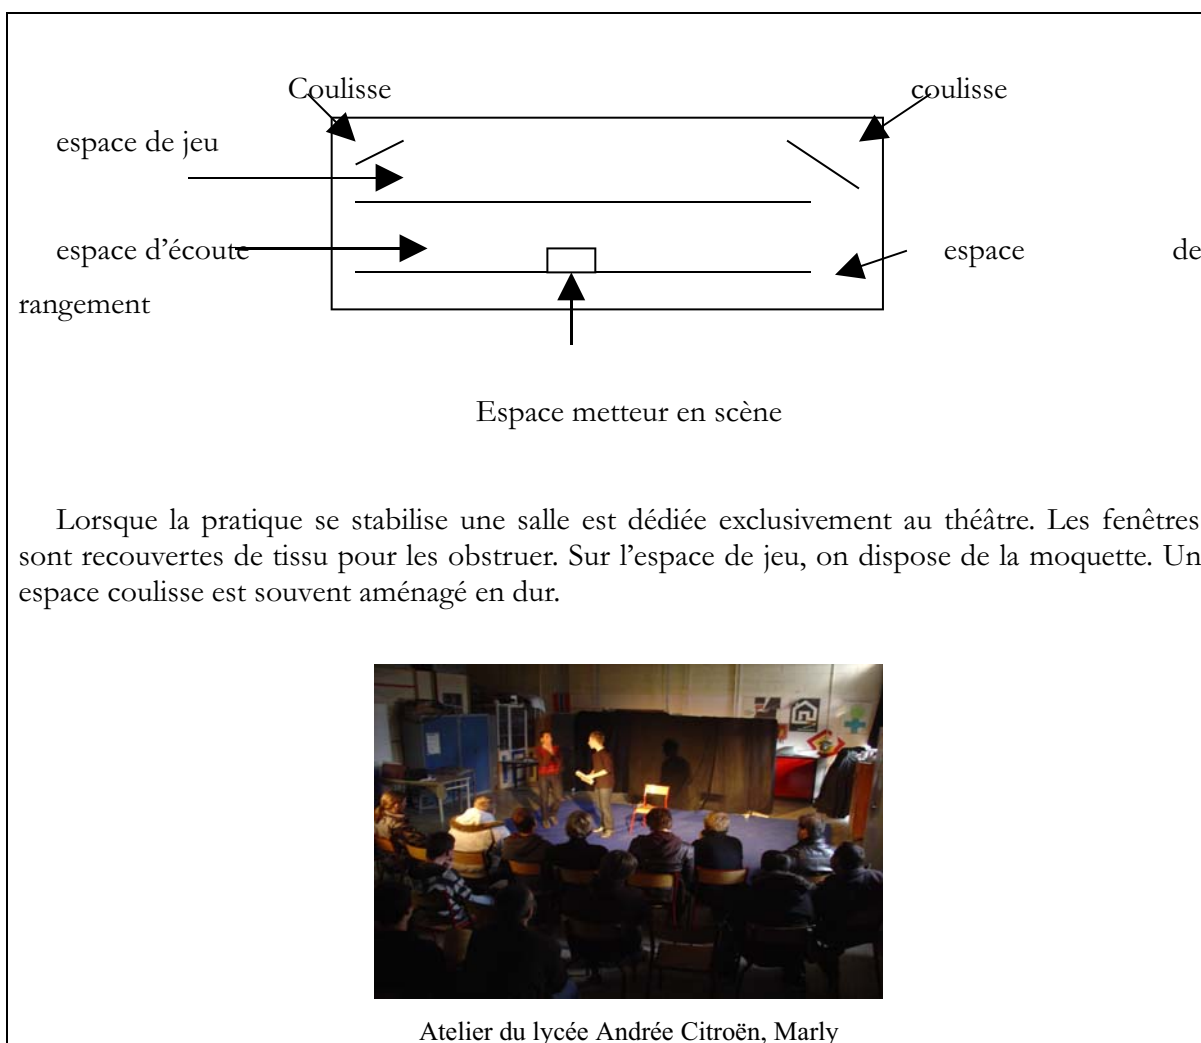 Coulisse coulisse
espace de jeu
espace d’écoute espace de
rangement
Espace metteur en scène
Lorsque la pratique se stabilise une salle est dédiée exclusivement au théâtre. Les fenêtres
sont recouvertes de tissu pour les obstruer. Sur l’espace de jeu, on dispose de la moquette. Un
espace coulisse est souvent aménagé en dur.
Atelier du lycée Andrée Citroën, Marly